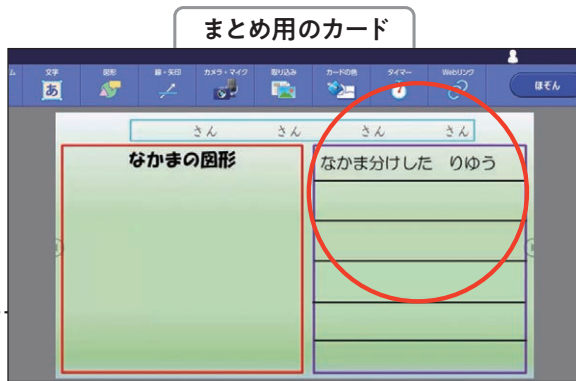 まとめ用のカード
ム 文字 図形 線・矢印 カメラ・マイク 取り込み カードの色 タイマー Webリンク
あ ほぞん
さん さん さん さん
なかまの図形 なかま分けした りゆう